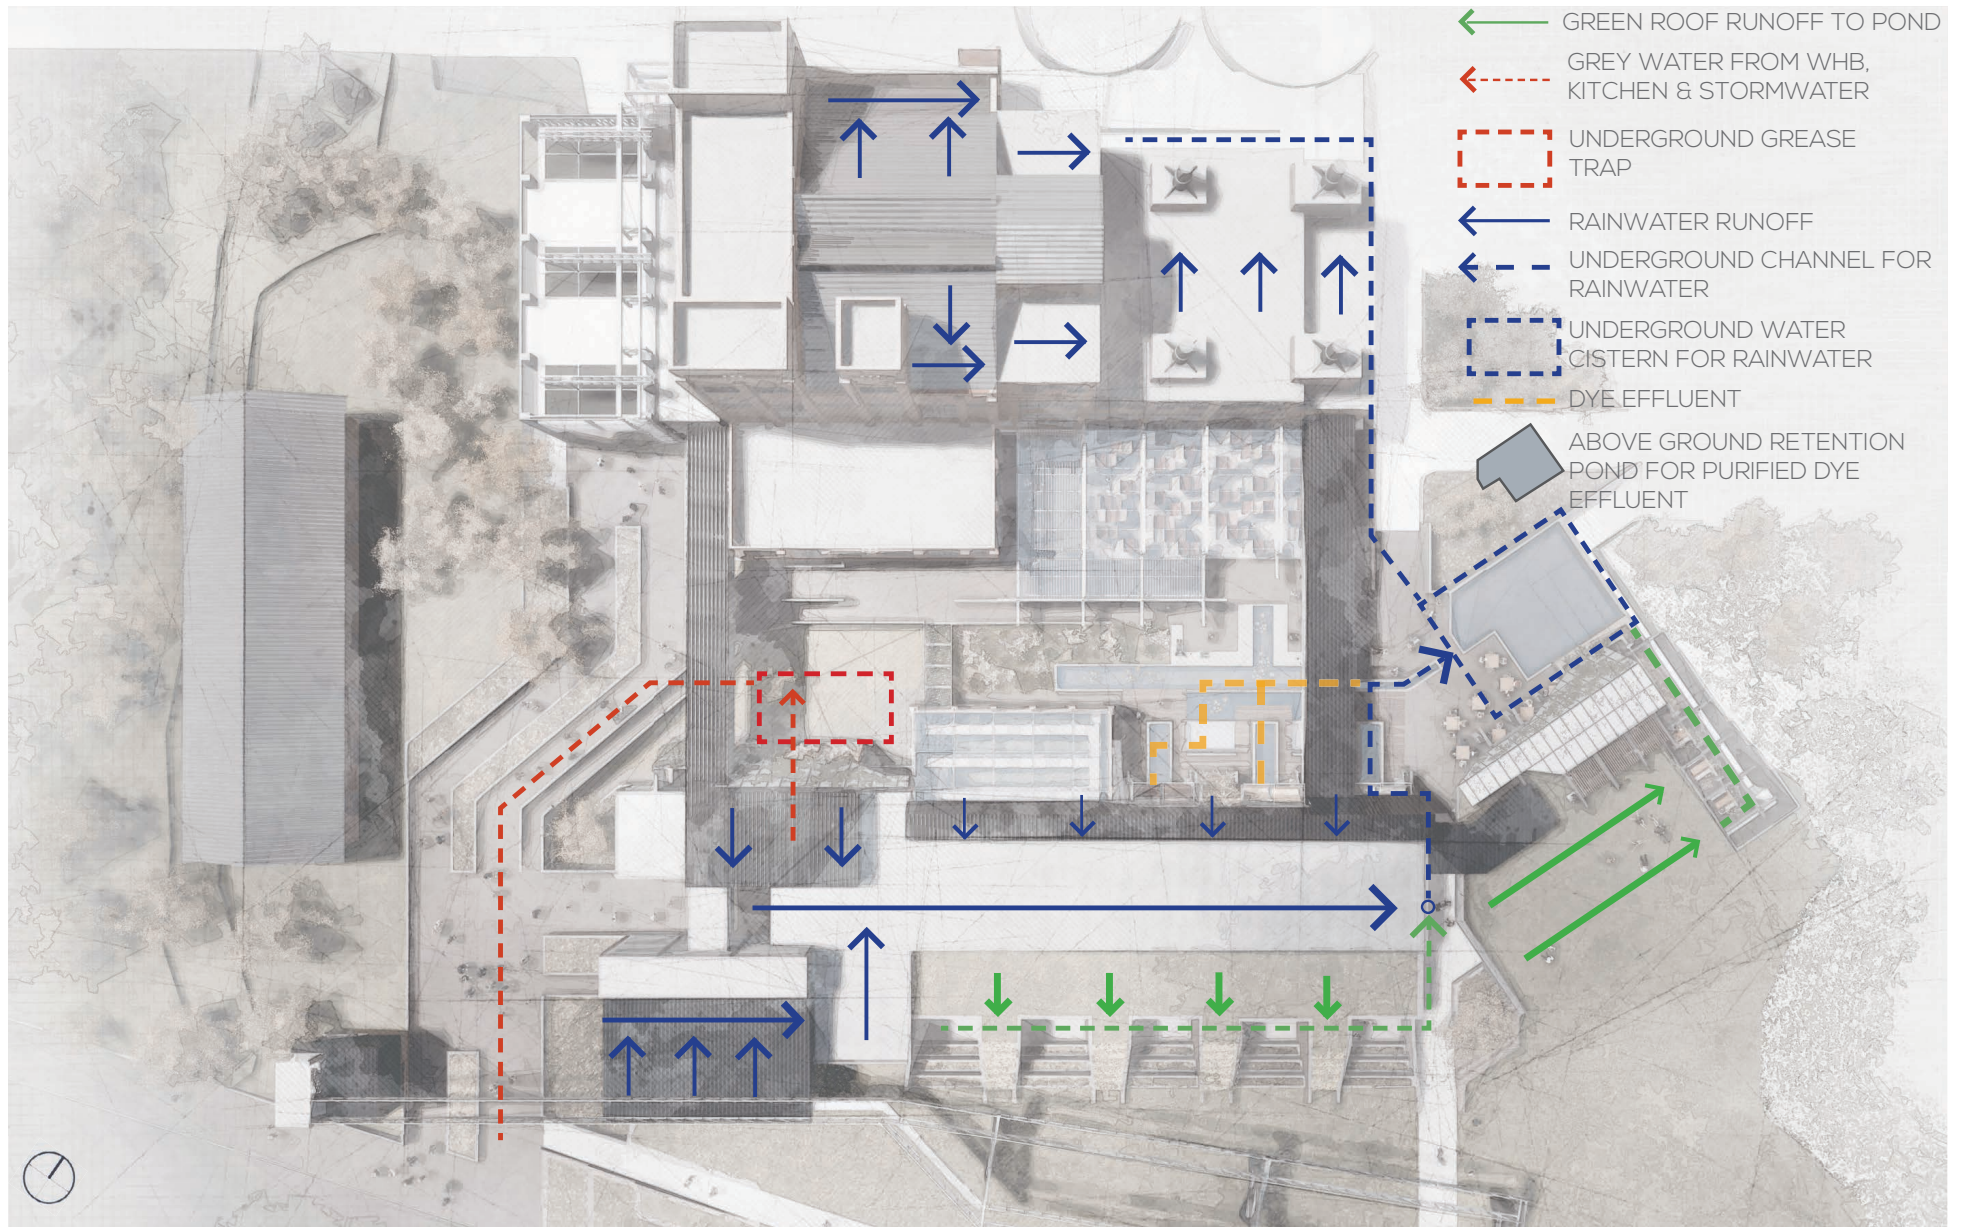 GREEN ROOF RUNOFF TO POND
GREY WATER FROM WHB,
KITCHEN & STORMWATER
UNDERGROUND GREASE
TRAP
RAINWATER RUNOFF
UNDERGROUND CHANNEL FOR
RAINWATER
UNDERGROUND WATER
CISTERN FOR RAINWATER
DYE EFFLUENT
ABOVE GROUND RETENTION
POND FOR PURIFIED DYE
EFFLUENT